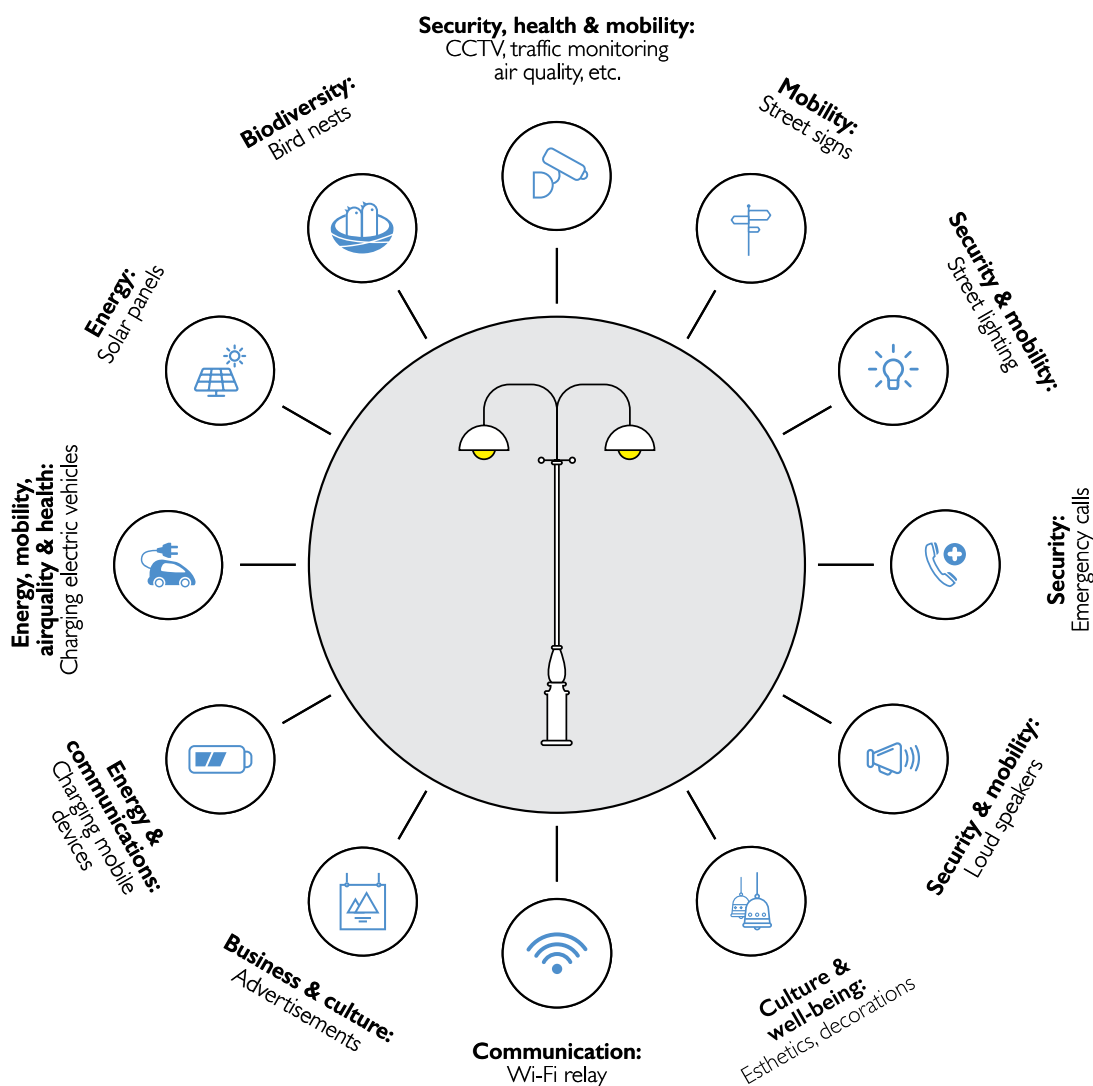 Security, health & mobility:
CCTV, traffic monitoring
air quality, etc.
Mobility:
Street signs
Security & mobility:
Street lighting
Security:
Emergency calls
Security & mobility:
Loud speakers
Culture &
well-being:
Esthetics, decorations
Communication:
Wi-Fi relay
Business & culture:
Advertisements
Energy &
communications:
Charging mobile
devices
Energy, mobility,
airquality & health:
Charging electric vehicles
Energy:
Solar panels
Biodiversity:
Bird nests